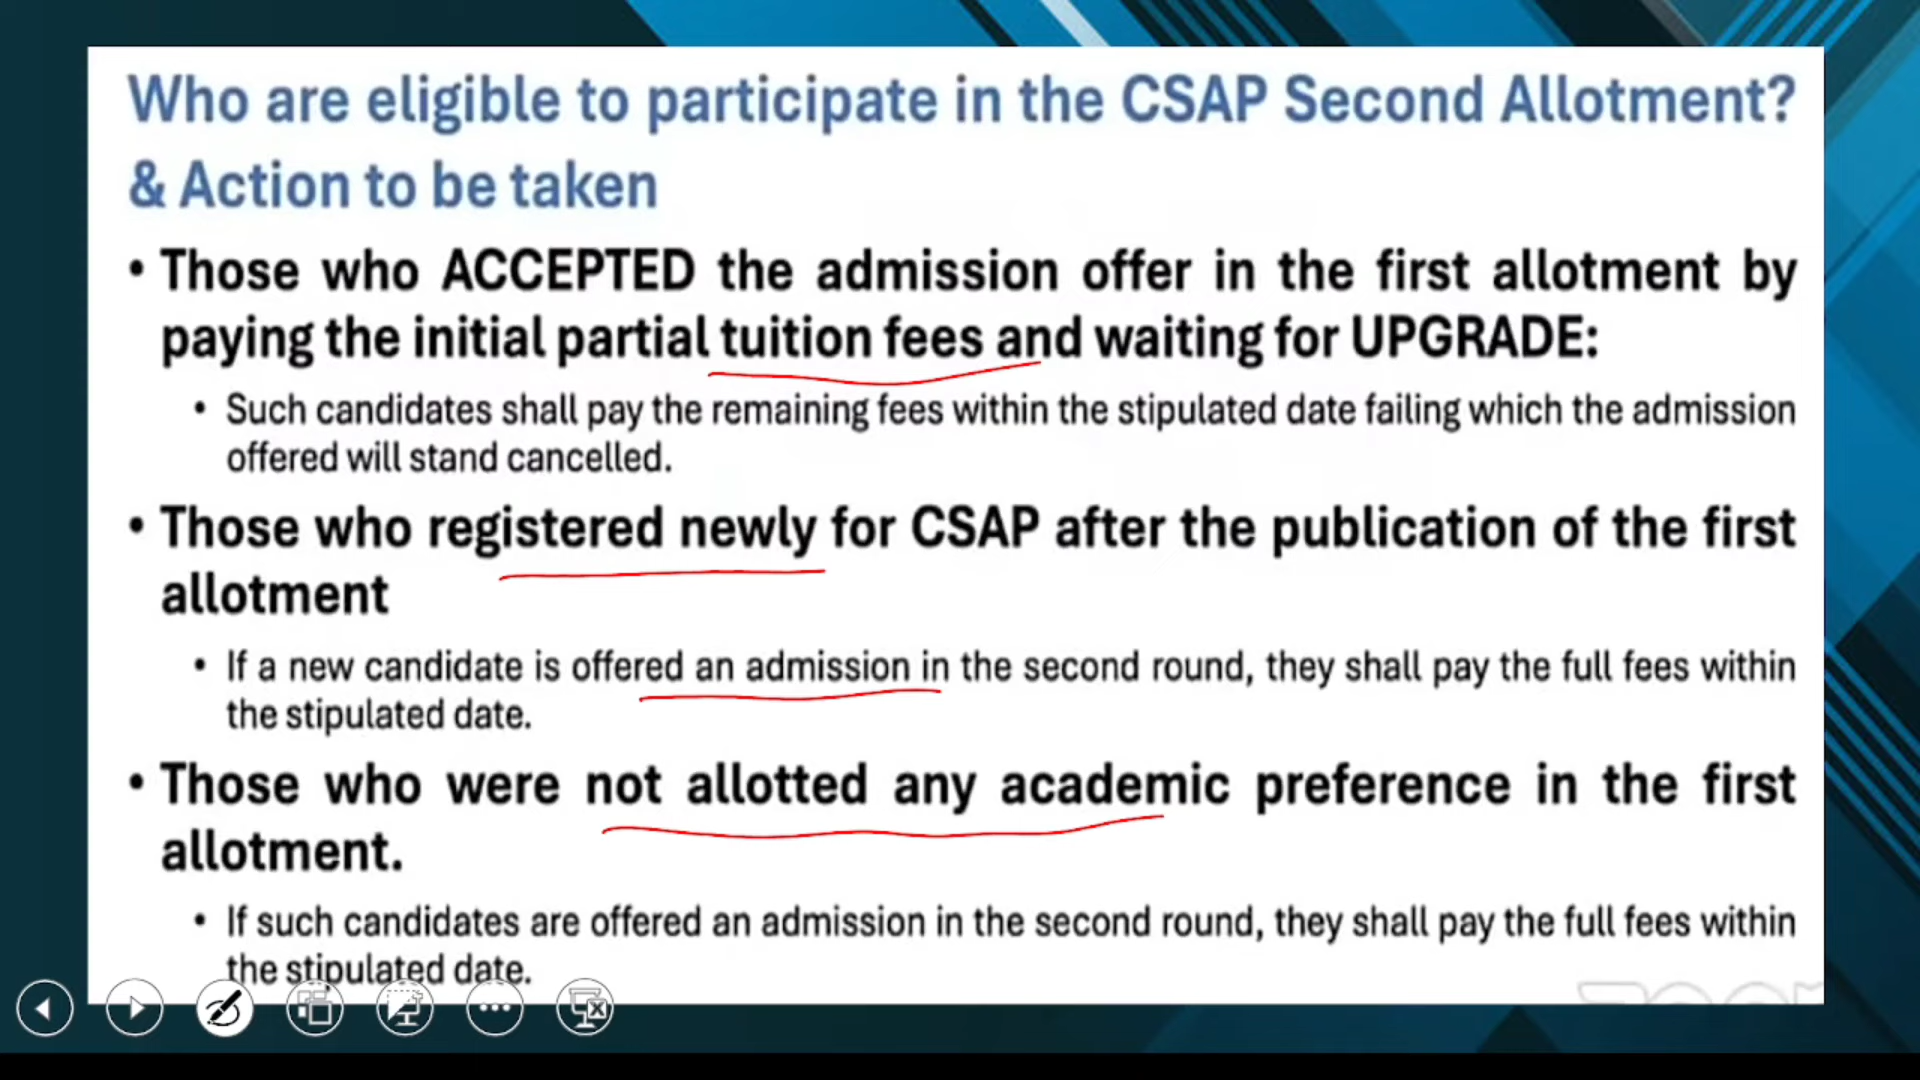 Who are eligible to participate in the CSAP Second Allotment?
& Action to be taken
• Those who ACCEPTED the admission offer in the first allotment by
paying the initial partial tuition fees and waiting for UPGRADE:
• Such candidates shall pay the remaining fees within the stipulated date failing which the admission
offered will stand cancelled.
• Those who registered newly for CSAP after the publication of the first
allotment
• If a new candidate is offered an admission in the second round, they shall pay the full fees within
the stipulated date.
• Those who were not allotted any academic preference in the first
allotment.
• If such candidates are offered an admission in the second round, they shall pay the full fees within
the stipulated date.